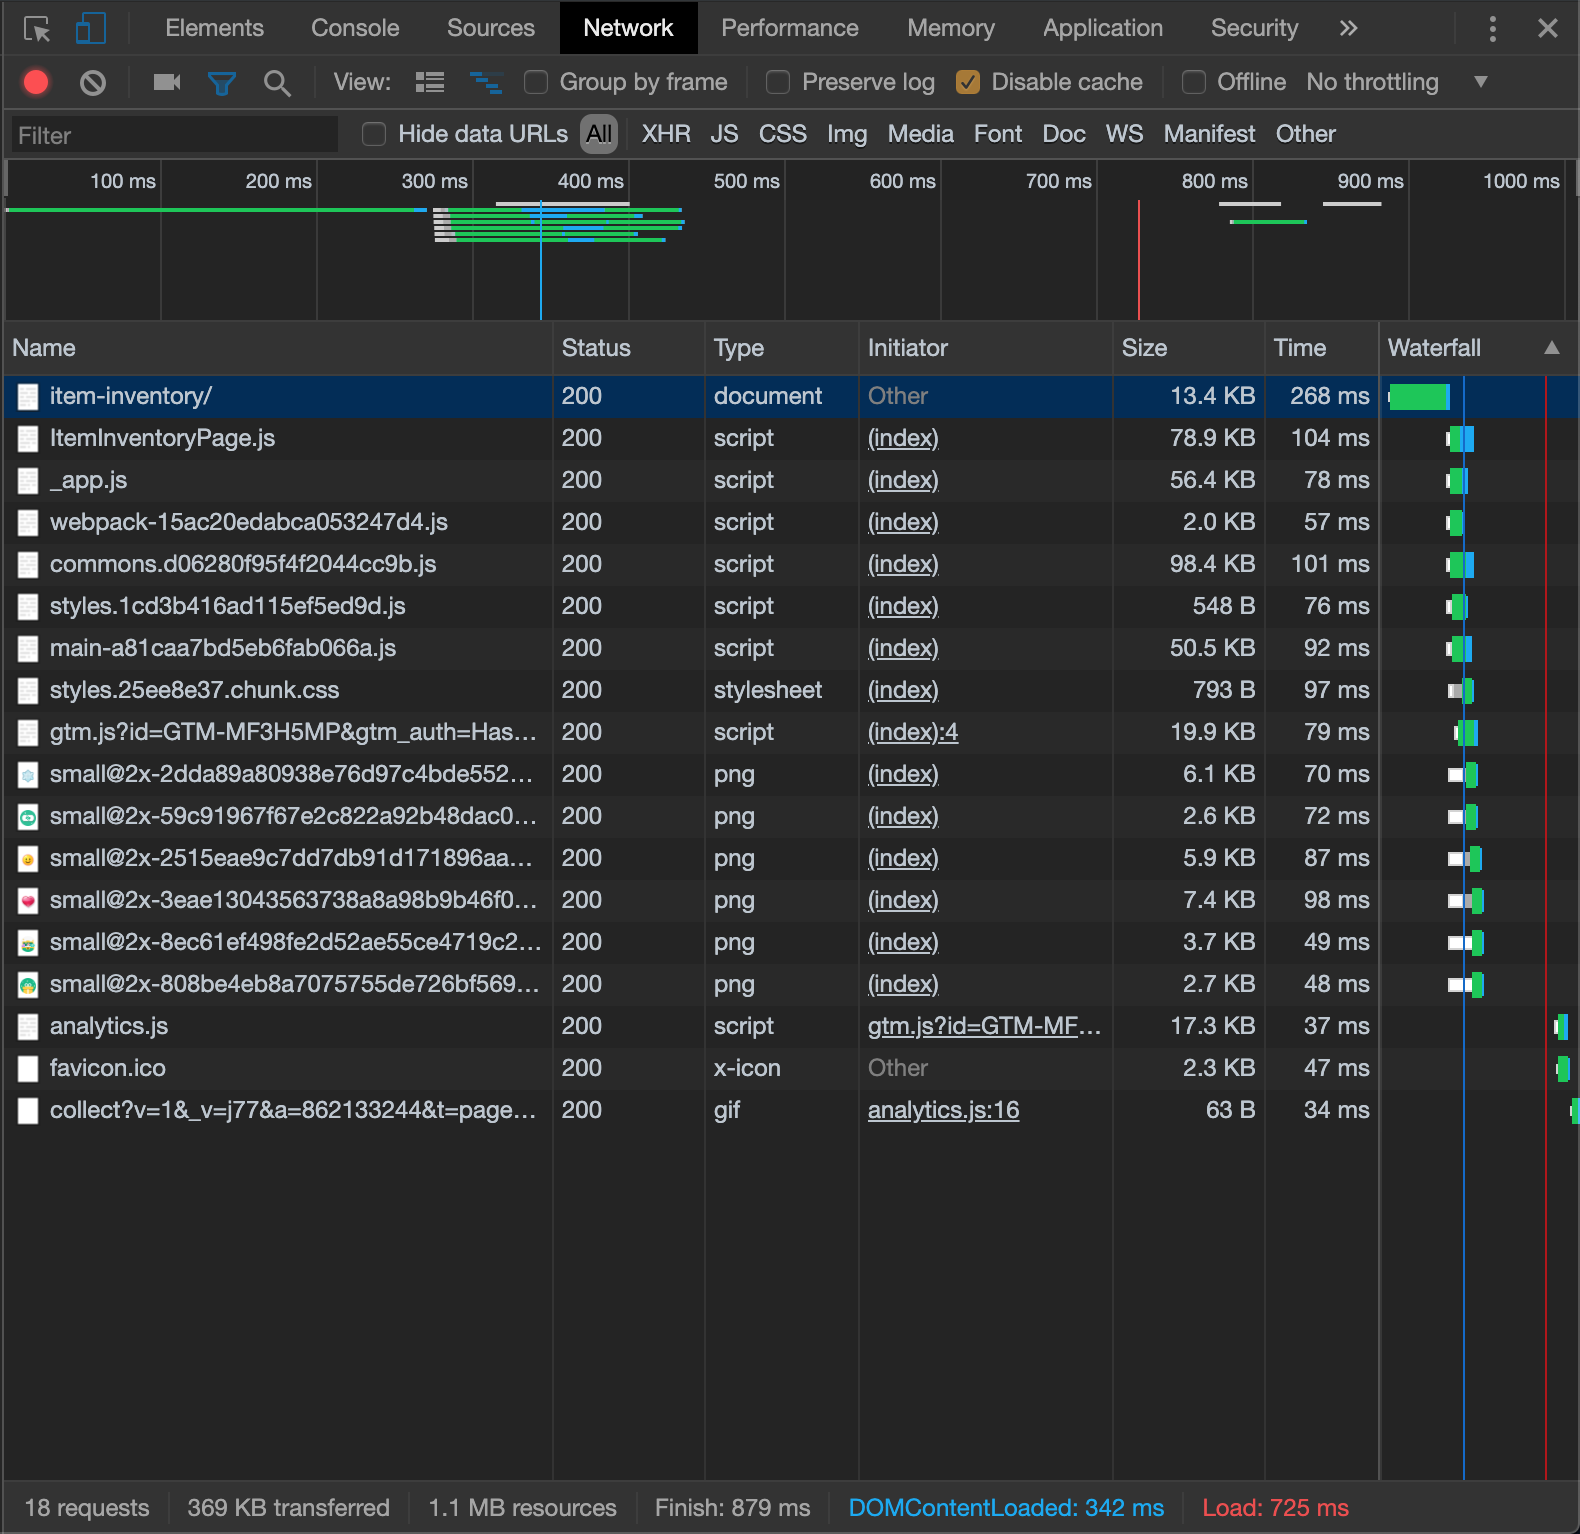 Elements Console Sources Network Performance Memory Application Security
View: Group by frame Preserve log Disable cache Offline No throttling
Filter Hide data URLs All XHR JS CSS Img Media Font Doc WS Manifest Other
100 ms 200 ms 300 ms 400 ms 500 ms 600 ms 700 ms 800 ms 900 ms 1000 ms
Name Status Type Initiator Size Time Waterfall
item-inventory/ 200 document Other 13.4 KB 268 ms
ItemInventoryPage.js 200 script (index) 78.9 KB 104 ms
_app.js 200 script (index) 56.4 KB 78 ms
webpack-15ac20edabca053247d4.js 200 script (index) 2.0 KB 57 ms
commons.d06280f95f4f2044cc9b.js 200 script (index) 98.4 KB 101 ms
styles.1cd3b416ad115ef5ed9d.js 200 script (index) 548 B 76 ms
main-a81caa7bd5eb6fab066a.js 200 script (index) 50.5 KB 92 ms
styles.25ee8e37.chunk.css 200 stylesheet (index) 793 B 97 ms
gtm.js?id=GTM-MF3H5MP&gtm_auth=Has... 200 script (index):4 19.9 KB 79 ms
small@2x-2dda89a80938e76d97c4bde552... 200 png (index) 6.1 KB 70 ms
small@2x-59c91967f67e2c822a92b48dac0... 200 png (index) 2.6 KB 72 ms
small@2x-2515eae9c7dd7db91d171896aa... 200 png (index) 5.9 KB 87 ms
small@2x-3eae13043563738a8a98b9b46f0... 200 png (index) 7.4 KB 98 ms
small@2x-8ec61ef498fe2d52ae55ce4719c2... 200 png (index) 3.7 KB 49 ms
small@2x-808be4eb8a7075755de726bf569... 200 png (index) 2.7 KB 48 ms
analytics.js 200 script gtm.js?id=GTM-MF... 17.3 KB 37 ms
favicon.ico 200 x-icon Other 2.3 KB 47 ms
collect?v=1&_v=j77&a=862133244&t=page... 200 gif analytics.js:16 63 B 34 ms
18 requests 369 KB transferred 1.1 MB resources Finish: 879 ms DOMContentLoaded: 342 ms Load: 725 ms